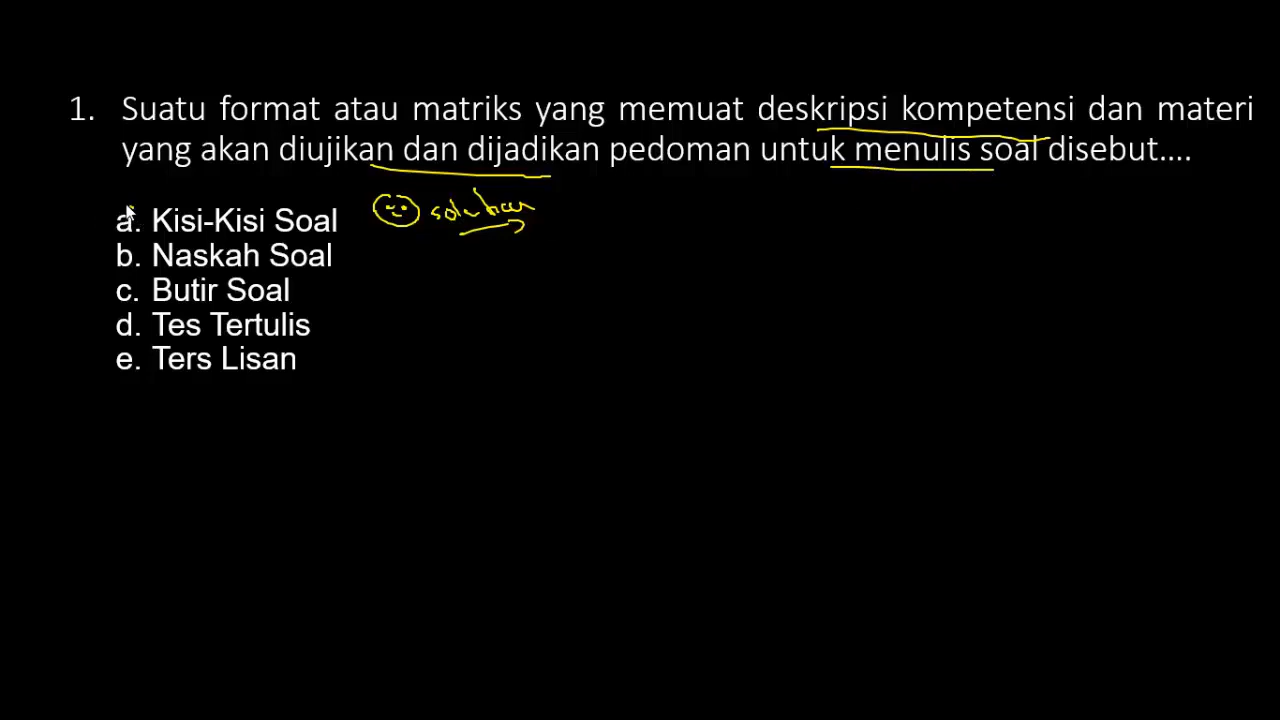 1. Suatu format atau matriks yang memuat deskripsi kompetensi dan materi
yang akan diujikan dan dijadikan pedoman untuk menulis soal disebut....
a. Kisi-Kisi Soal
b. Naskah Soal
c. Butir Soal
d. Tes Tertulis
e. Ters Lisan